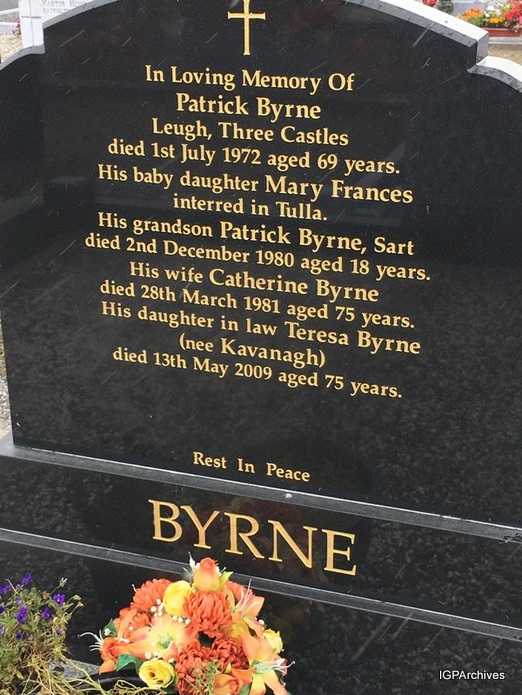 In Loving Memory Of
Patrick Byrne
Leugh, Three Castles
died 1st July 1972 aged 69 years.
His baby daughter Mary Frances
interred in Tulla.
His grandson Patrick Byrne, Sart
died 2nd December 1980 aged 18 years.
His wife Catherine Byrne
died 28th March 1981 aged 75 years.
His daughter in law Teresa Byrne
(nee Kavanagh)
died 13th May 2009 aged 75 years.
Rest In Peace
BYRNE
IGPArchives